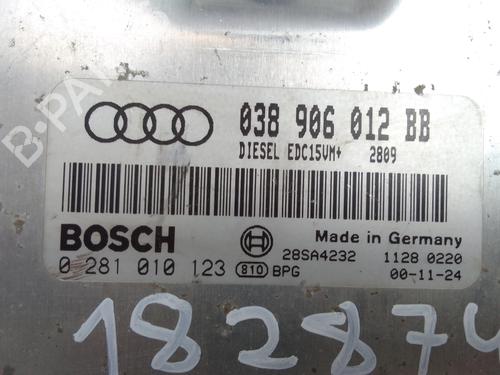 038 906 012 BB
DIESEL EDC15VM+ 2809
BOSCH
Made in Germany
28SA4232 1128 0220
0 281 010 123 810 BPG 00-11-24
182874
B-PARTS